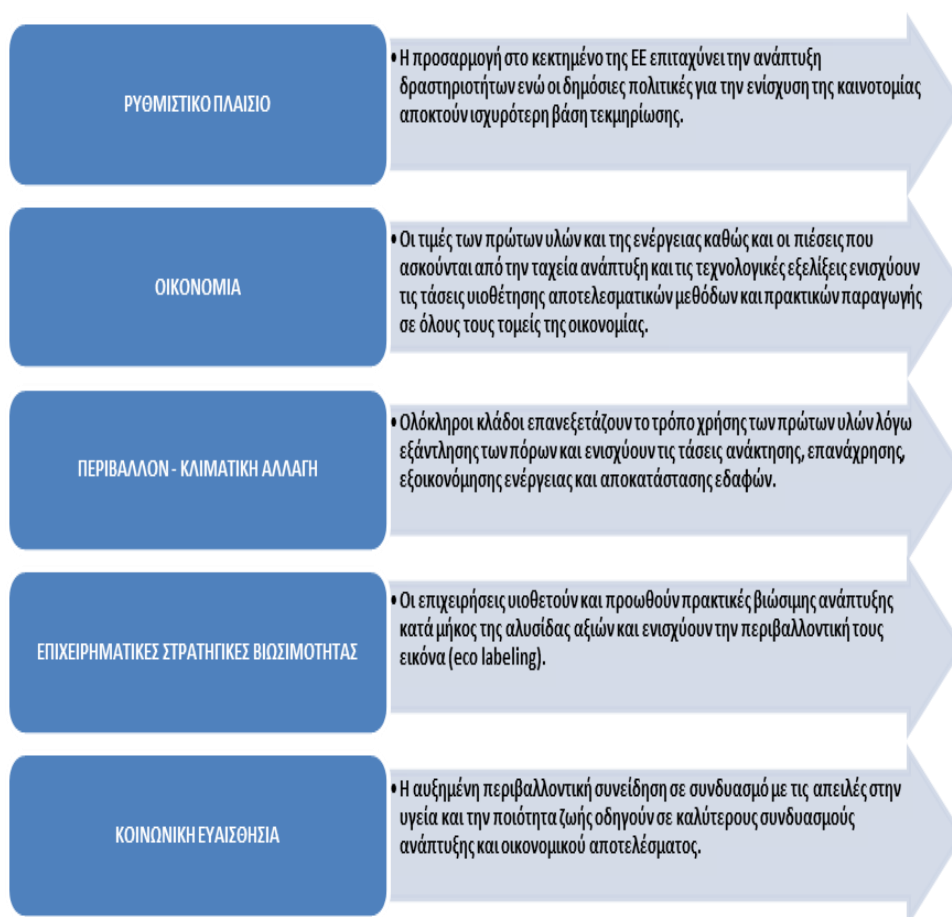 ΡΥΘΜΙΣΤΙΚΟ ΠΛΑΙΣΙΟ
•Η προσαρμογή στο κεκτημένο της ΕΕ επιταχύνει την ανάπτυξη
δραστηριοτήτων ενώ οι δημόσιες πολιτικές για την ενίσχυση της καινοτομίας
αποκτούν ισχυρότερη βάση τεκμηρίωσης.
ΟΙΚΟΝΟΜΙΑ
•Οι τιμές των πρώτων υλών και της ενέργειας καθώς και οι πιέσεις που
ασκούνται από την ταχεία ανάπτυξη και τις τεχνολογικές εξελίξεις ενισχύουν
τις τάσεις υιοθέτησης αποτελεσματικών μεθόδων και πρακτικών παραγωγής
σε όλους τους τομείς της οικονομίας.
ΠΕΡΙΒΑΛΛΟΝ - ΚΛΙΜΑΤΙΚΗ ΑΛΛΑΓΗ
•Ολόκληροι κλάδοι επανεξετάζουν το τρόπο χρήσης των πρώτων υλών λόγω
εξάντλησης των πόρων και ενισχύουν τις τάσεις ανάκτησης, επανάχρησης,
εξοικονόμησης ενέργειας και αποκατάστασης εδαφών.
ΕΠΙΧΕΙΡΗΜΑΤΙΚΕΣ ΣΤΡΑΤΗΓΙΚΕΣ ΒΙΩΣΙΜΟΤΗΤΑΣ
•Οι επιχειρήσεις υιοθετούν και προωθούν πρακτικές βιώσιμης ανάπτυξης
κατά μήκος της αλυσίδας αξιών και ενισχύουν την περιβαλλοντική τους
εικόνα (eco labeling).
ΚΟΙΝΩΝΙΚΗ ΕΥΑΙΣΘΗΣΙΑ
•Η αυξημένη περιβαλλοντική συνείδηση σε συνδυασμό με τις απειλές στην
υγεία και την ποιότητα ζωής οδηγούν σε καλύτερους συνδυασμούς
ανάπτυξης και οικονομικού αποτελέσματος.